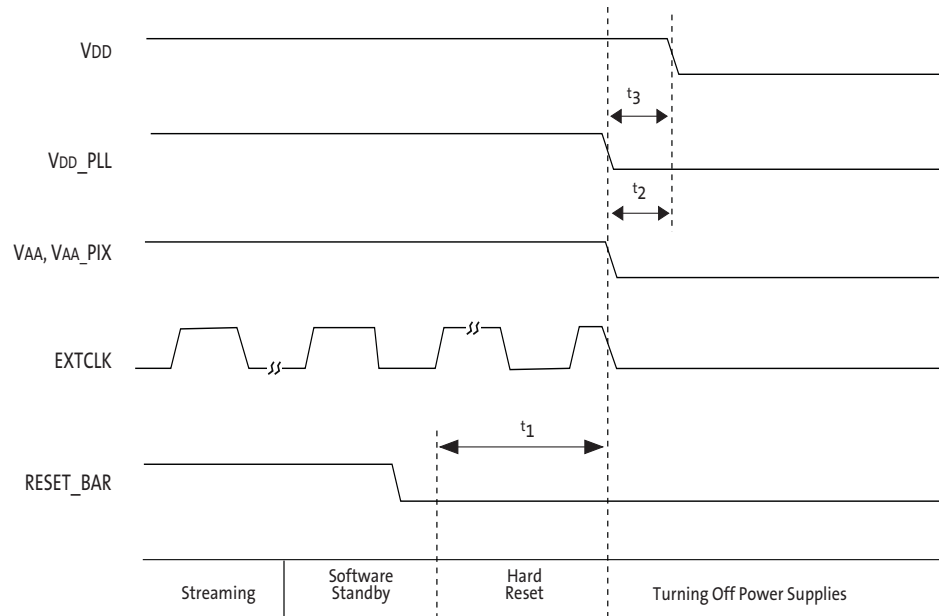 VDD
t3
VDD_PLL
t2
VAA, VAA_PIX
EXTCLK
t1
RESET_BAR
Streaming
Software
Standby
Hard
Reset
Turning Off Power Supplies